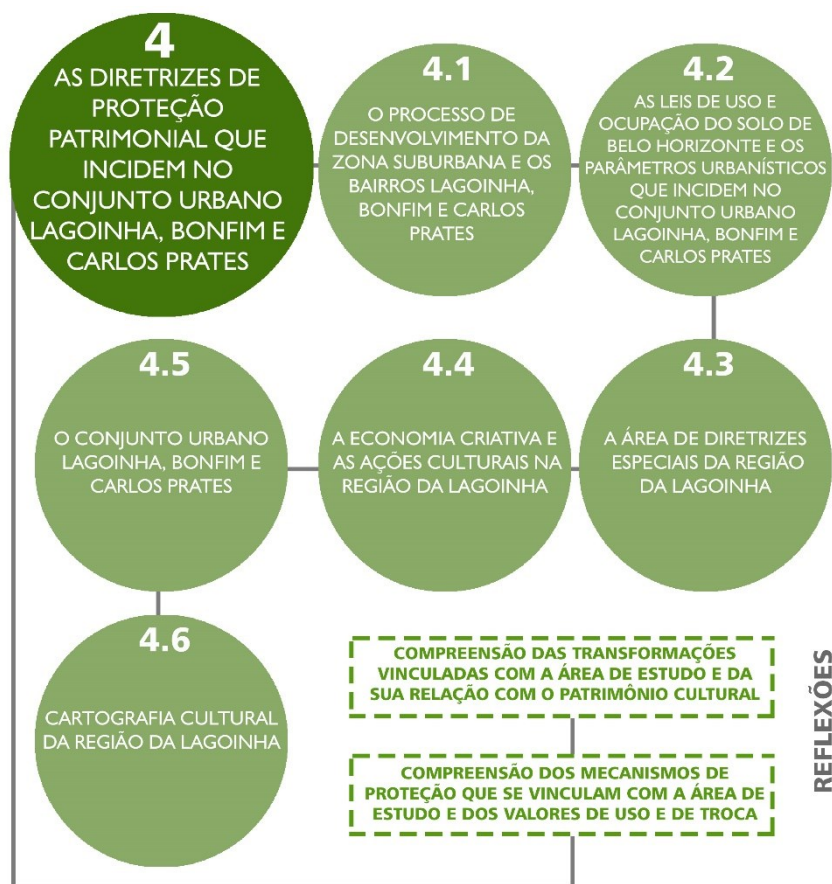 4
AS DIRETRIZES DE
PROTEÇÃO
PATRIMONIAL QUE
INCIDEM NO
CONJUNTO URBANO
LAGOINHA, BONFIM E
CARLOS PRATES
4.1
O PROCESSO DE
DESENVOLVIMENTO DA
ZONA SUBURBANA E OS
BAIRROS LAGOINHA,
BONFIM E CARLOS
PRATES
4.2
AS LEIS DE USO E
OCUPAÇÃO DO SOLO DE
BELO HORIZONTE E OS
PARÂMETROS URBANÍSTICOS
QUE INCIDEM NO
CONJUNTO URBANO
LAGOINHA, BONFIM E
CARLOS PRATES
4.3
A ÁREA DE DIRETRIZES
ESPECIAIS DA REGIÃO
DA LAGOINHA
4.4
A ECONOMIA CRIATIVA E
AS AÇÕES CULTURAIS NA
REGIÃO DA LAGOINHA
4.5
O CONJUNTO URBANO
LAGOINHA, BONFIM E
CARLOS PRATES
4.6
CARTOGRAFIA CULTURAL
DA REGIÃO DA LAGOINHA
COMPREENSÃO DAS TRANSFORMAÇÕES
VINCULADAS COM A ÁREA DE ESTUDO E DA
SUA RELAÇÃO COM O PATRIMÔNIO CULTURAL
COMPREENSÃO DOS MECANISMOS DE
PROTEÇÃO QUE SE VINCULAM COM A ÁREA DE
ESTUDO E DOS VALORES DE USO E DE TROCA
REFLEXÕES